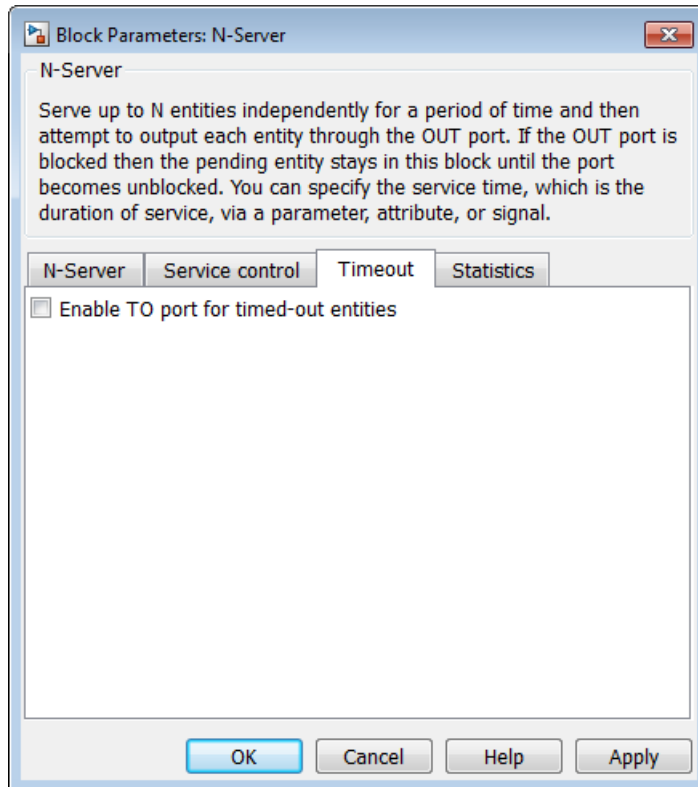 Block Parameters: N-Server
N-Server
Serve up to N entities independently for a period of time and then
attempt to output each entity through the OUT port. If the OUT port is
blocked then the pending entity stays in this block until the port
becomes unblocked. You can specify the service time, which is the
duration of service, via a parameter, attribute, or signal.
N-Server Service control Timeout Statistics
Enable TO port for timed-out entities
OK Cancel Help Apply